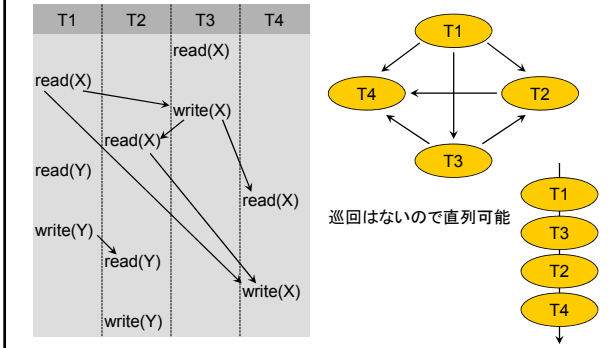 T1 T2 T3 T4
read(X)
read(X)
write(X)
read(X)
read(Y)
read(X)
write(Y)
read(Y)
write(X)
write(Y)
T1
T4 T2
T3
巡回はないので直列可能
T1
T3
T2
T4